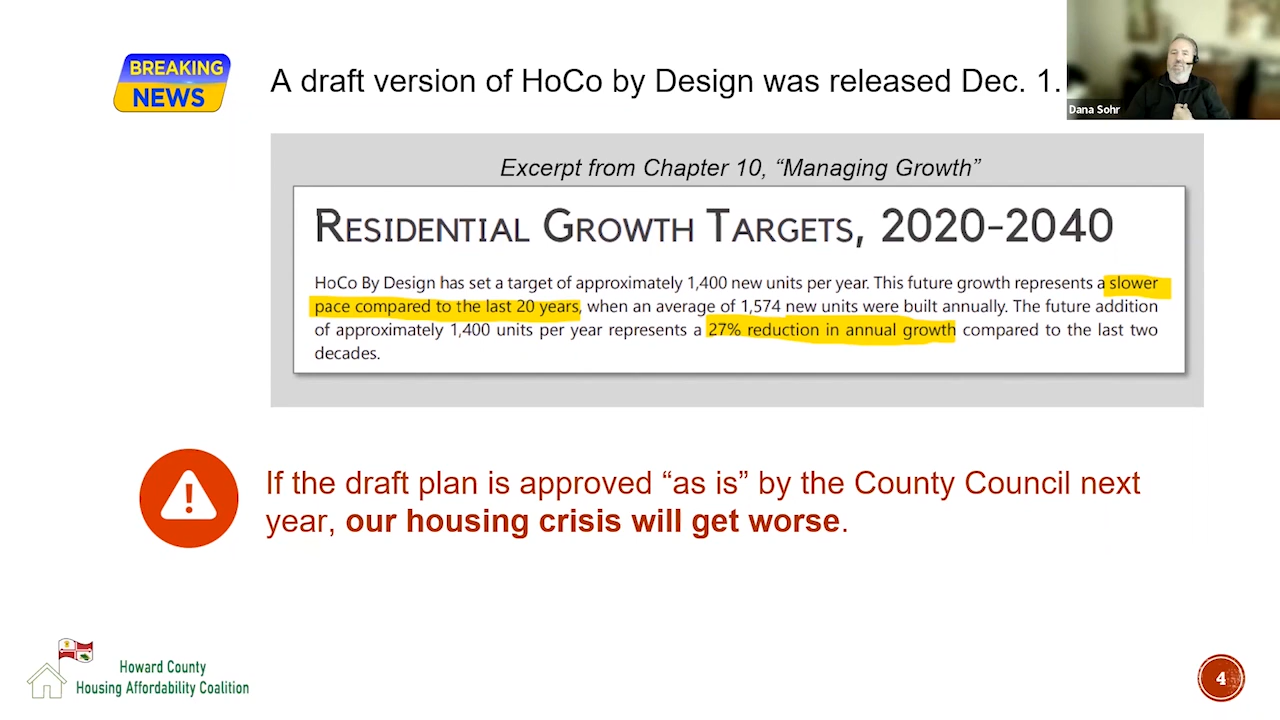 BREAKING
NEWS
A draft version of HoCo by Design was released Dec. 1.
Dana Sohr
Excerpt from Chapter 10, “Managing Growth”
RESIDENTIAL GROWTH TARGETS, 2020-2040
HoCo By Design has set a target of approximately 1,400 new units per year. This future growth represents a slower
pace compared to the last 20 years, when an average of 1,574 new units were built annually. The future addition
of approximately 1,400 units per year represents a 27% reduction in annual growth compared to the last two
decades.
If the draft plan is approved “as is” by the County Council next
year, our housing crisis will get worse.
Howard County
Housing Affordability Coalition
4